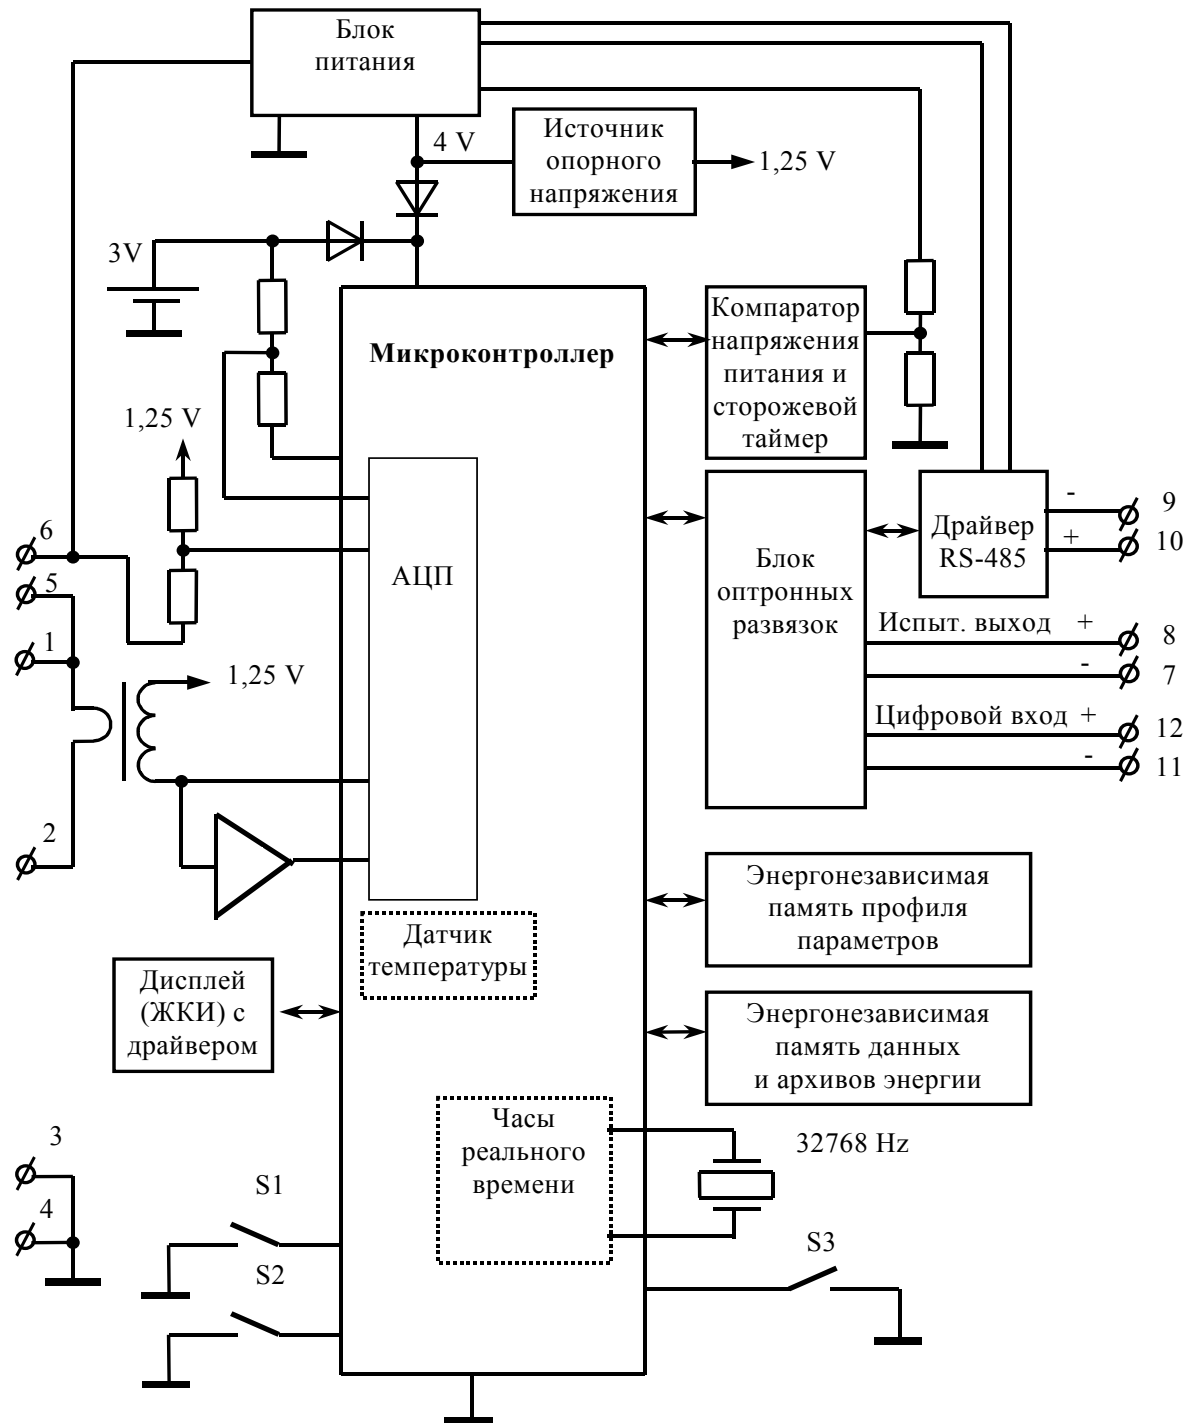 Блок
питания
4 V
Источник
опорного
напряжения
1,25 V
3V
Микроконтроллер
Компаратор
напряжения
питания и
сторожевой
таймер
1,25 V
АЦП
6
5
1
1,25 V
2
Блок
оптронных
развязок
Драйвер
RS-485
-
9
+
10
Испыт. выход +
8
-
7
Цифровой вход +
12
-
11
Энергонезависимая
память профиля
параметров
Датчик
температуры
Дисплей
(ЖКИ) с
драйвером
Энергонезависимая
память данных
и архивов энергии
Часы
реального
времени
32768 Hz
3
4
S1
S2
S3